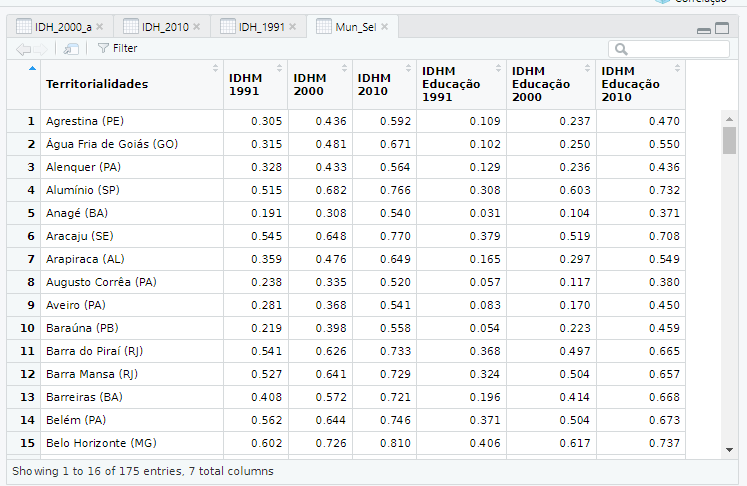 Correlação
IDH_2000_a × IDH_2010 × IDH_1991 × Mun_Sel ×
Filter
Territorialidades IDHM 1991 IDHM 2000 IDHM 2010 IDHM Educação 1991 IDHM Educação 2000 IDHM Educação 2010
1 Agrestina (PE) 0.305 0.436 0.592 0.109 0.237 0.470
2 Água Fria de Goiás (GO) 0.315 0.481 0.671 0.102 0.250 0.550
3 Alenquer (PA) 0.328 0.433 0.564 0.129 0.236 0.436
4 Alumínio (SP) 0.515 0.682 0.766 0.308 0.603 0.732
5 Anagé (BA) 0.191 0.308 0.540 0.031 0.104 0.371
6 Aracaju (SE) 0.545 0.648 0.770 0.379 0.519 0.708
7 Arapiraca (AL) 0.359 0.476 0.649 0.165 0.297 0.549
8 Augusto Corrêa (PA) 0.238 0.335 0.520 0.057 0.117 0.380
9 Aveiro (PA) 0.281 0.368 0.541 0.083 0.170 0.450
10 Baraúna (PB) 0.219 0.398 0.558 0.054 0.223 0.459
11 Barra do Piraí (RJ) 0.541 0.626 0.733 0.368 0.497 0.665
12 Barra Mansa (RJ) 0.527 0.641 0.729 0.324 0.504 0.657
13 Barreiras (BA) 0.408 0.572 0.721 0.196 0.414 0.668
14 Belém (PA) 0.562 0.644 0.746 0.371 0.504 0.673
15 Belo Horizonte (MG) 0.602 0.726 0.810 0.406 0.617 0.737
Showing 1 to 16 of 175 entries, 7 total columns